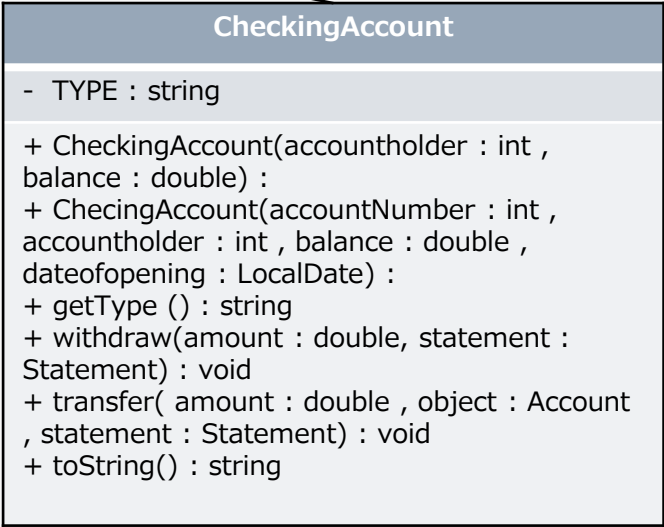 CheckingAccount
- TYPE : string
+ CheckingAccount(accountholder : int ,
balance : double) :
+ ChecingAccount(accountNumber : int ,
accountholder : int , balance : double ,
dateofopening : LocalDate) :
+ getType () : string
+ withdraw(amount : double, statement :
Statement) : void
+ transfer( amount : double , object : Account
, statement : Statement) : void
+ toString() : string